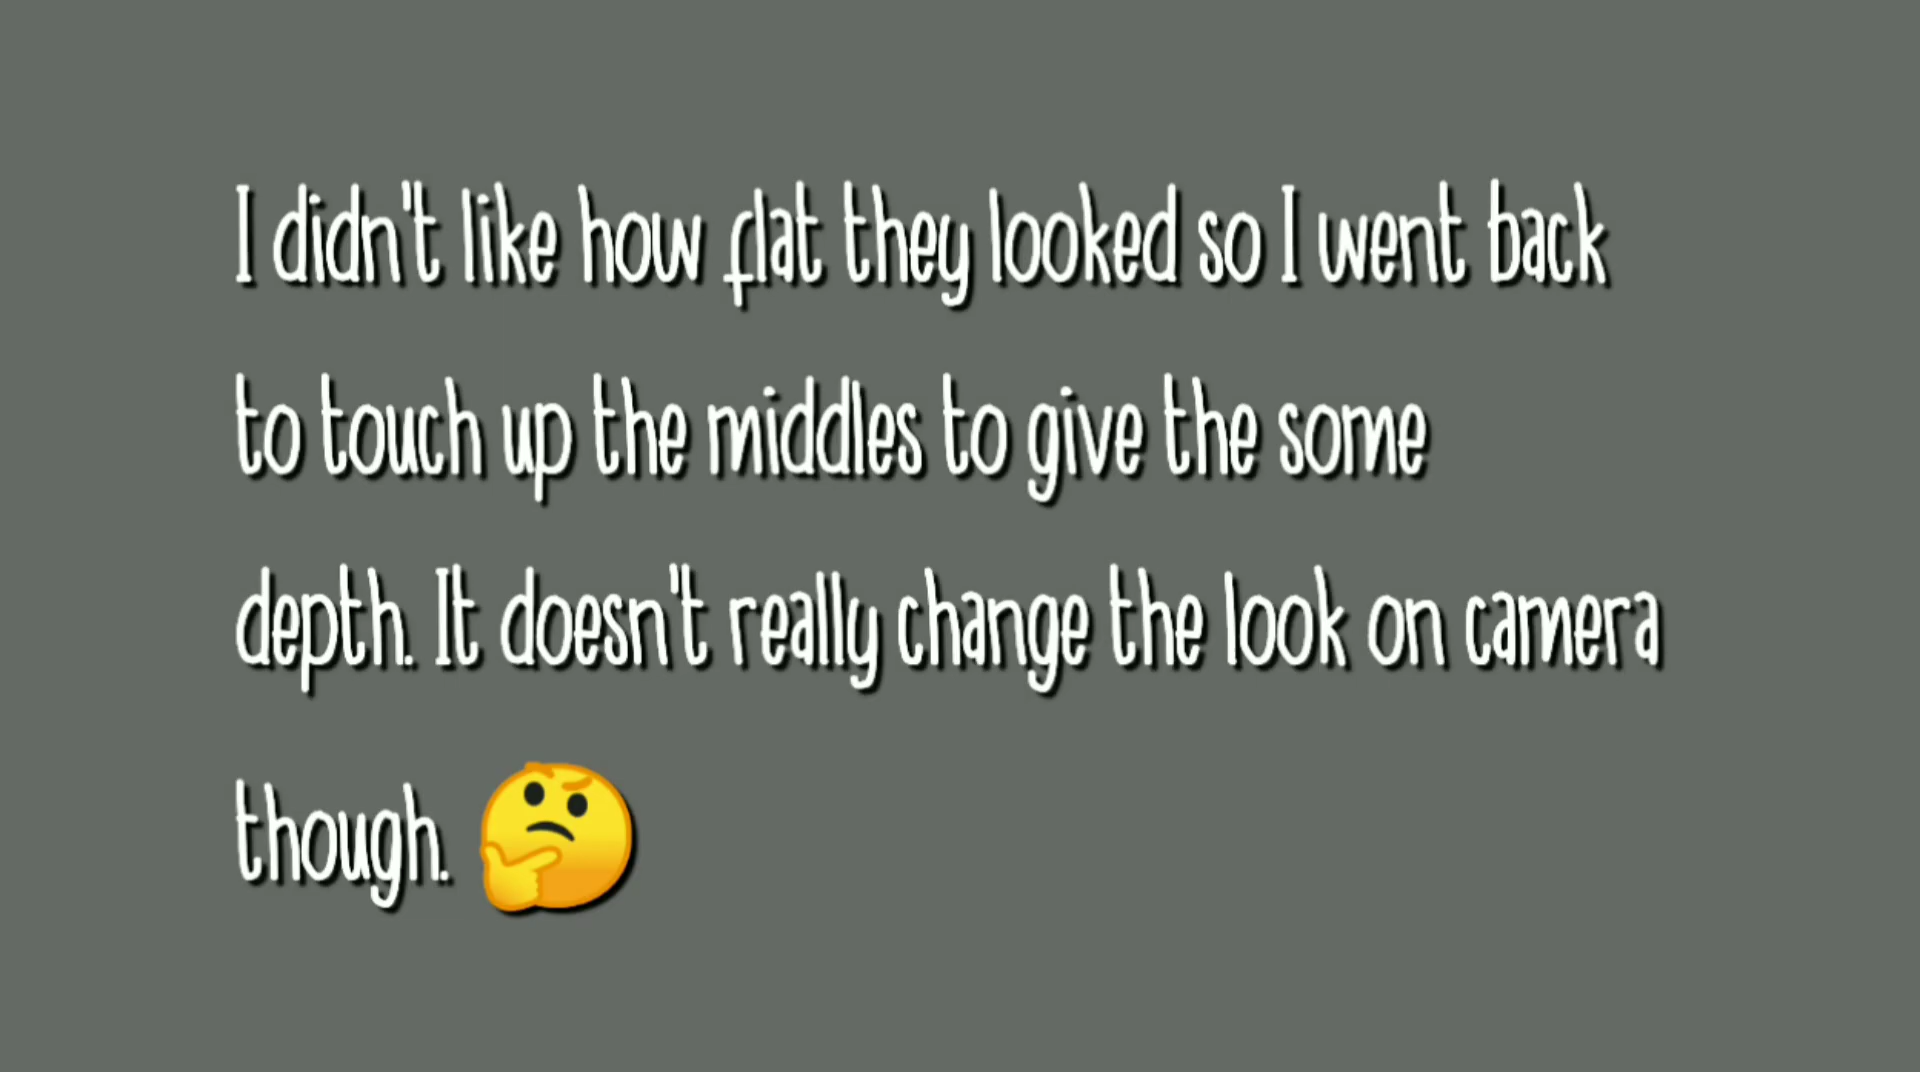 I didn't like how flat they looked so I went back
to touch up the middles to give the some
depth. It doesn't really change the look on camera
though. 🤔